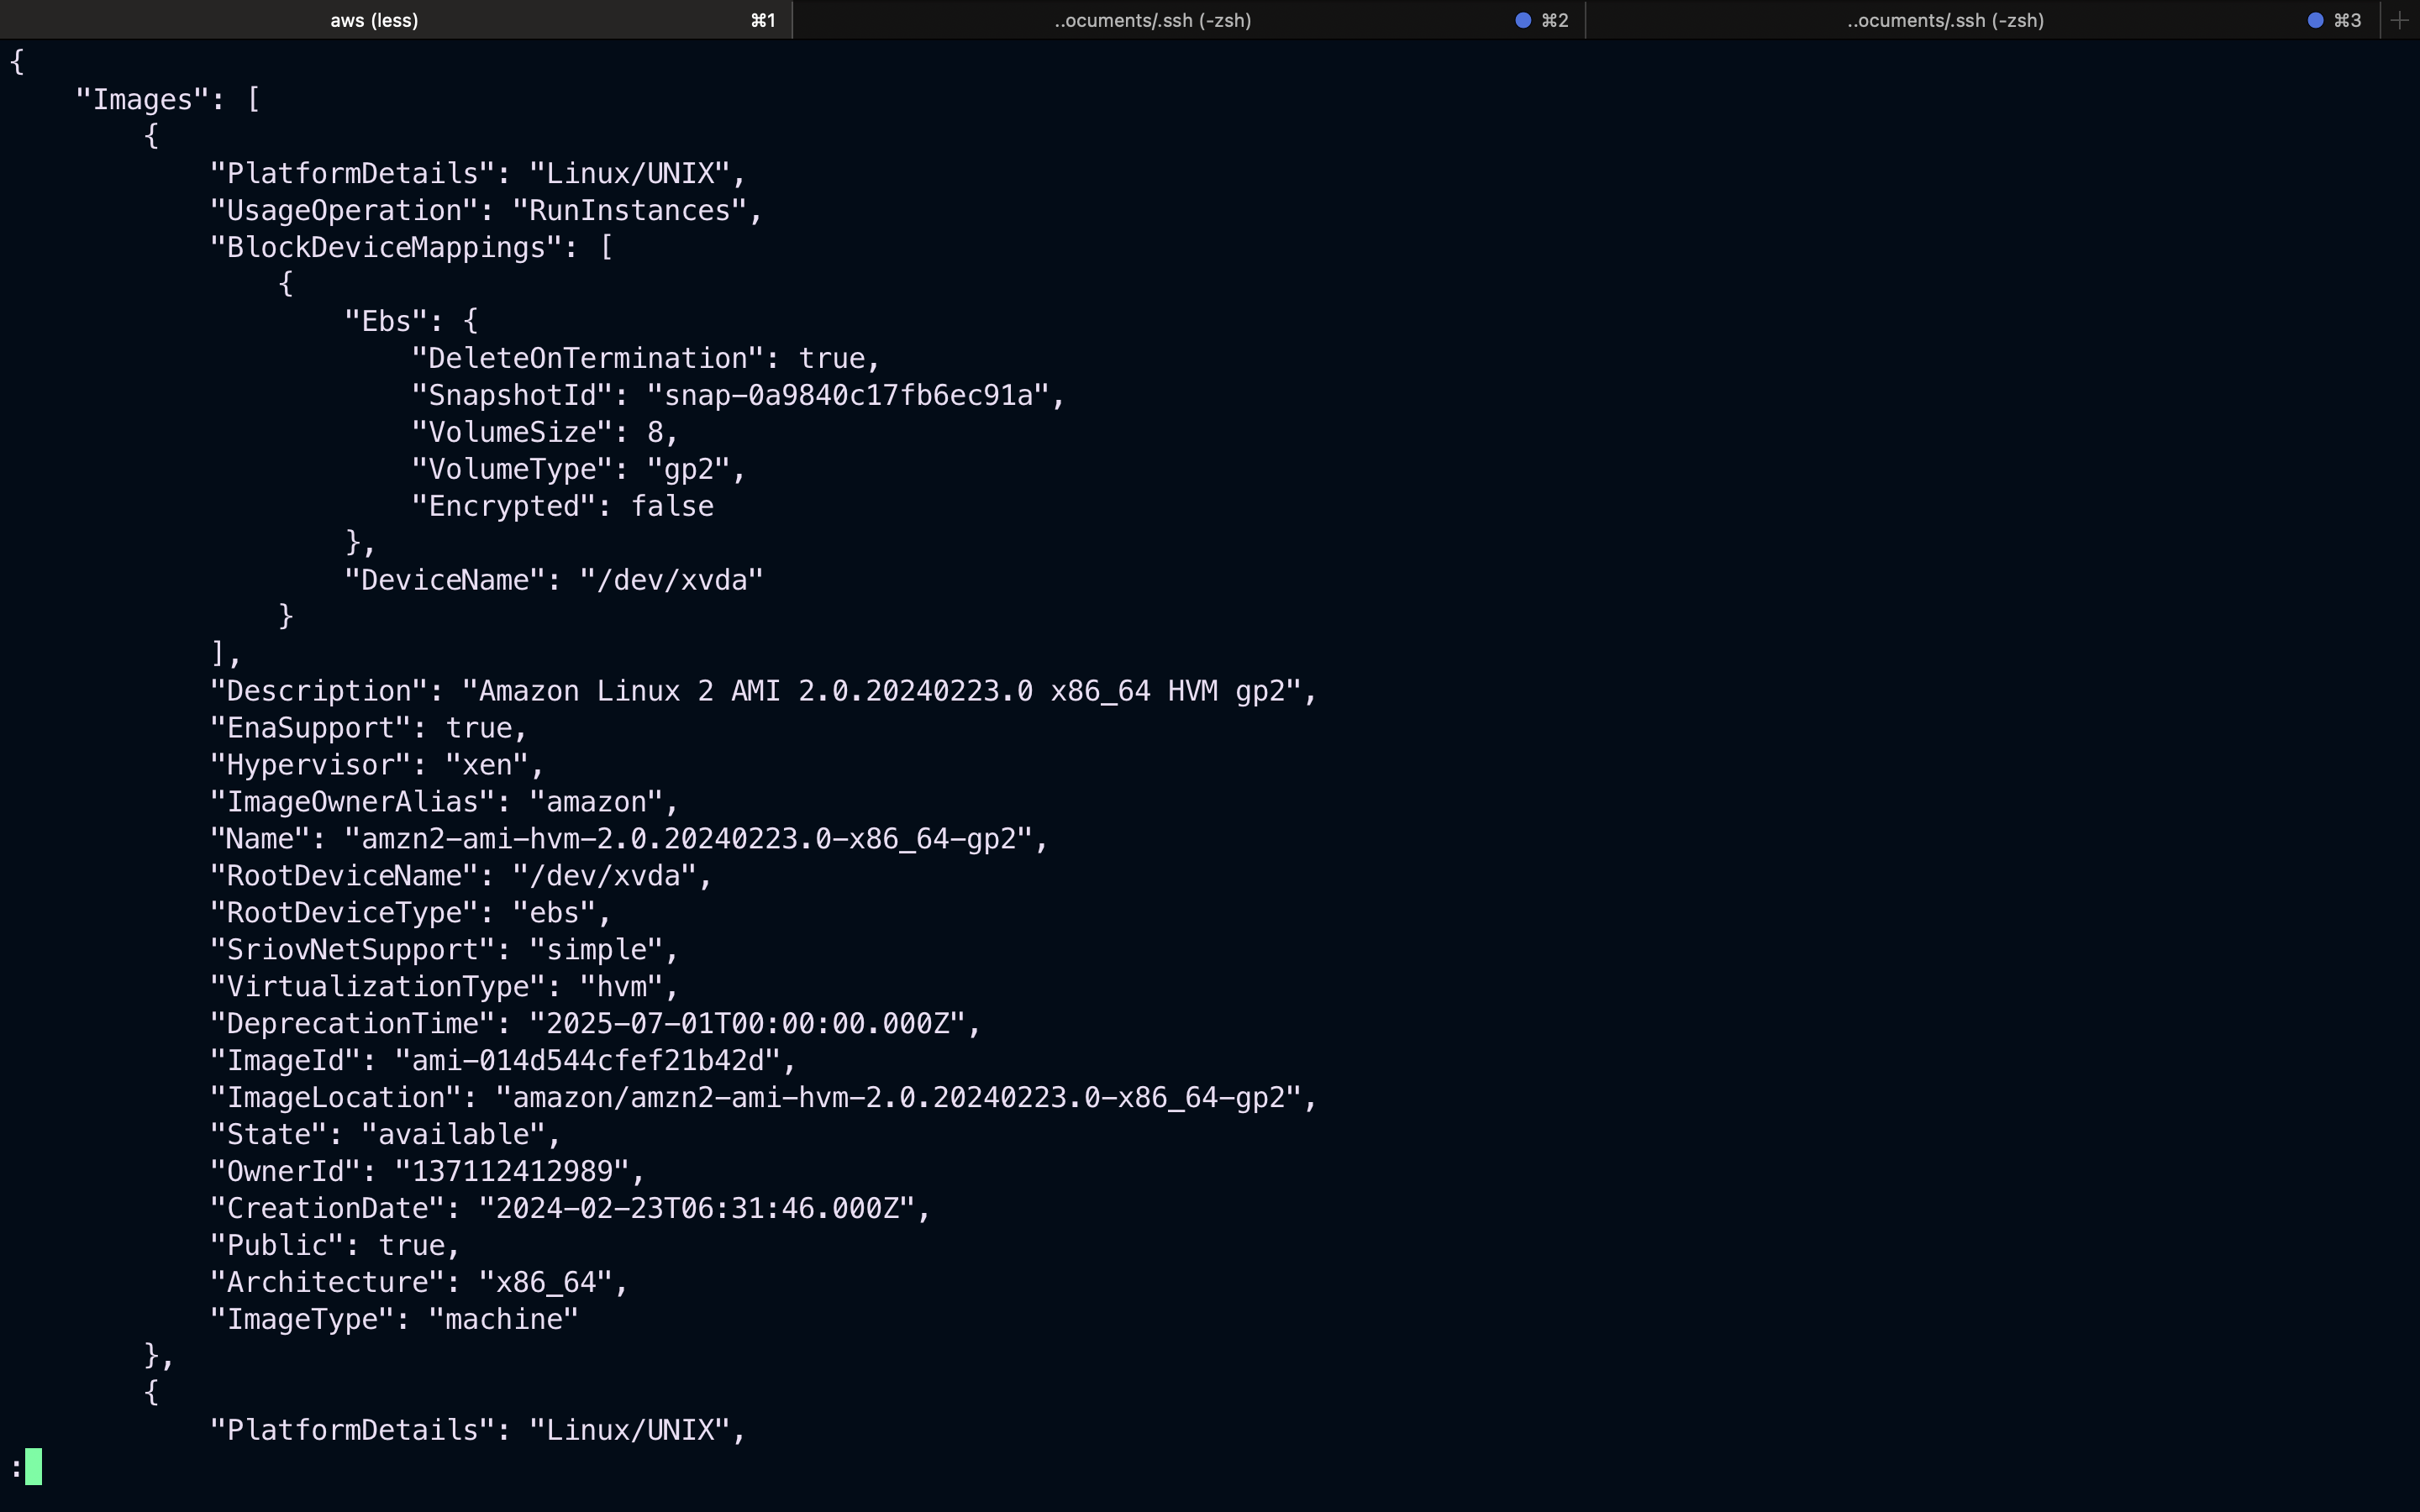 aws (less) ⌘1 ..ocuments/.ssh (-zsh) ⌘2 ..ocuments/.ssh (-zsh) ⌘3 +
{
    "Images": [
        {
            "PlatformDetails": "Linux/UNIX",
            "UsageOperation": "RunInstances",
            "BlockDeviceMappings": [
                {
                    "Ebs": {
                        "DeleteOnTermination": true,
                        "SnapshotId": "snap-0a9840c17fb6ec91a",
                        "VolumeSize": 8,
                        "VolumeType": "gp2",
                        "Encrypted": false
                    },
                    "DeviceName": "/dev/xvda"
                }
            ],
            "Description": "Amazon Linux 2 AMI 2.0.20240223.0 x86_64 HVM gp2",
            "EnaSupport": true,
            "Hypervisor": "xen",
            "ImageOwnerAlias": "amazon",
            "Name": "amzn2-ami-hvm-2.0.20240223.0-x86_64-gp2",
            "RootDeviceName": "/dev/xvda",
            "RootDeviceType": "ebs",
            "SriovNetSupport": "simple",
            "VirtualizationType": "hvm",
            "DeprecationTime": "2025-07-01T00:00:00.000Z",
            "ImageId": "ami-014d544cfef21b42d",
            "ImageLocation": "amazon/amzn2-ami-hvm-2.0.20240223.0-x86_64-gp2",
            "State": "available",
            "OwnerId": "137112412989",
            "CreationDate": "2024-02-23T06:31:46.000Z",
            "Public": true,
            "Architecture": "x86_64",
            "ImageType": "machine"
        },
        {
            "PlatformDetails": "Linux/UNIX",
: